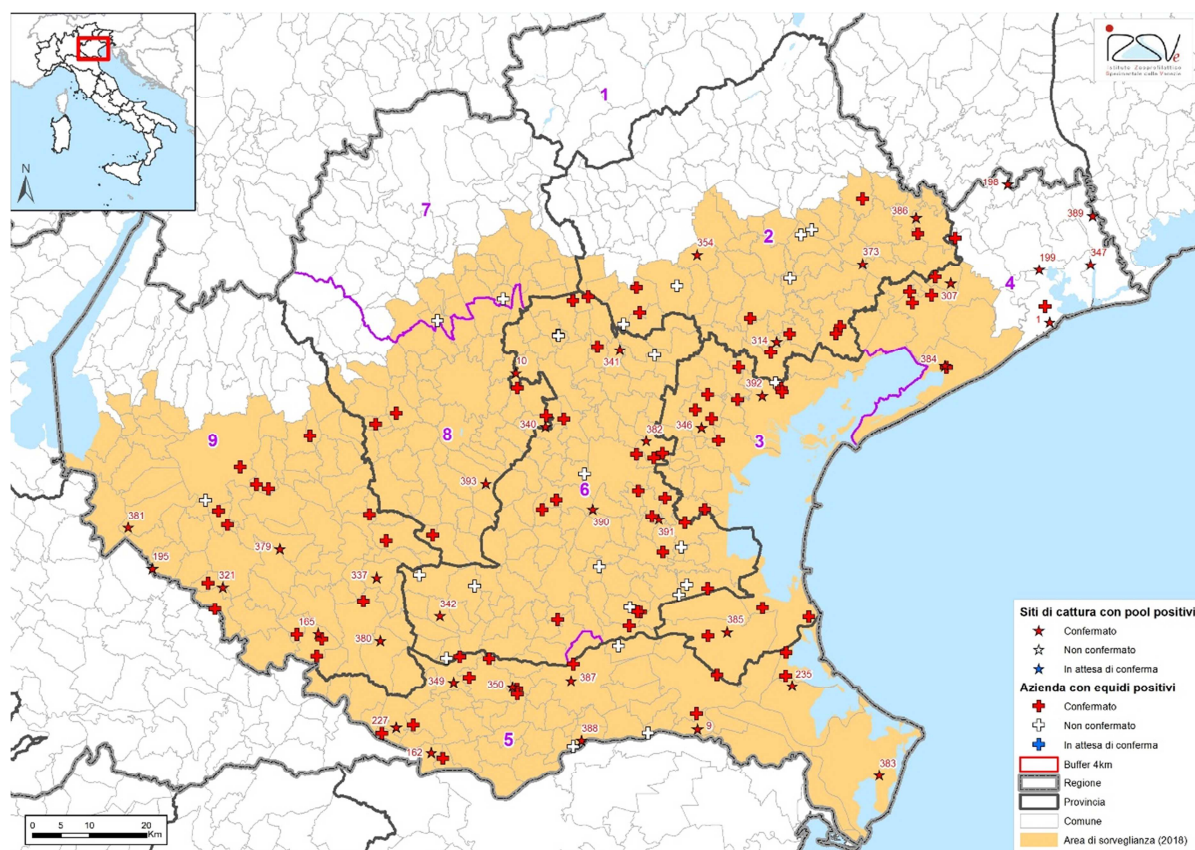 N
IZSVe
Istituto Zooprofilattico
Sperimentale delle Venezie
1
198
7
386
389
2
354
373
347
199
4
307
1
314
341
10
384
392
340
346
382
3
9
8
393
6
381
390
391
379
195
337
321
342
165
385
380
349
350
387
235
227
5
388
9
162
383
0 5 10 20
Km
Siti di cattura con pool positivi
Confermato
Non confermato
In attesa di conferma
Azienda con equidi positivi
Confermato
Non confermato
In attesa di conferma
Buffer 4km
Regione
Provincia
Comune
Area di sorveglianza (2018)